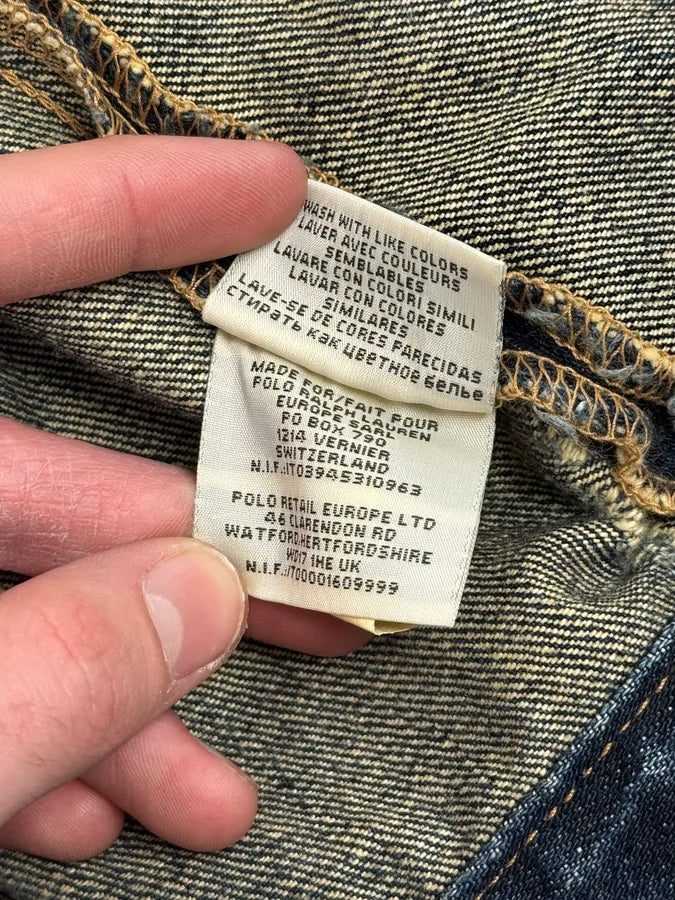 WASH WITH LIKE COLORS
LAVER AVEC COULEURS
SEMBLABLES
LAVARE CON COLORI SIMILI
LAVAR CON COLORES
SIMILARES
LAVE-SE DE CORES PARECIDAS
стирать как цветное белье
MADE FOR/FAIT POUR
POLO RALPH LAUREN
EUROPE SAUREN
PO BOX 790
1214 VERNIER
SWITZERLAND
N.I.F.:IT03945310963
POLO RETAIL EUROPE LTD
46 CLARENDON RD
WATFORD,HERTFORDSHIRE
WD17 1HE UK
N.I.F.:IT00001609999